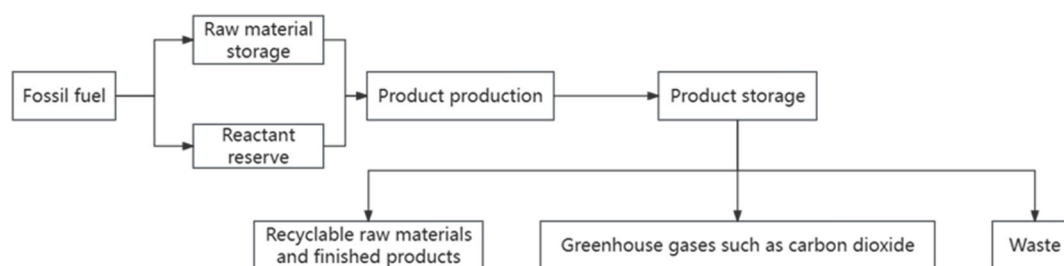 Raw material
storage
Fossil fuel
Product production
Product storage
Reactant
reserve
Recyclable raw materials
and finished products
Greenhouse gases such as carbon dioxide
Waste